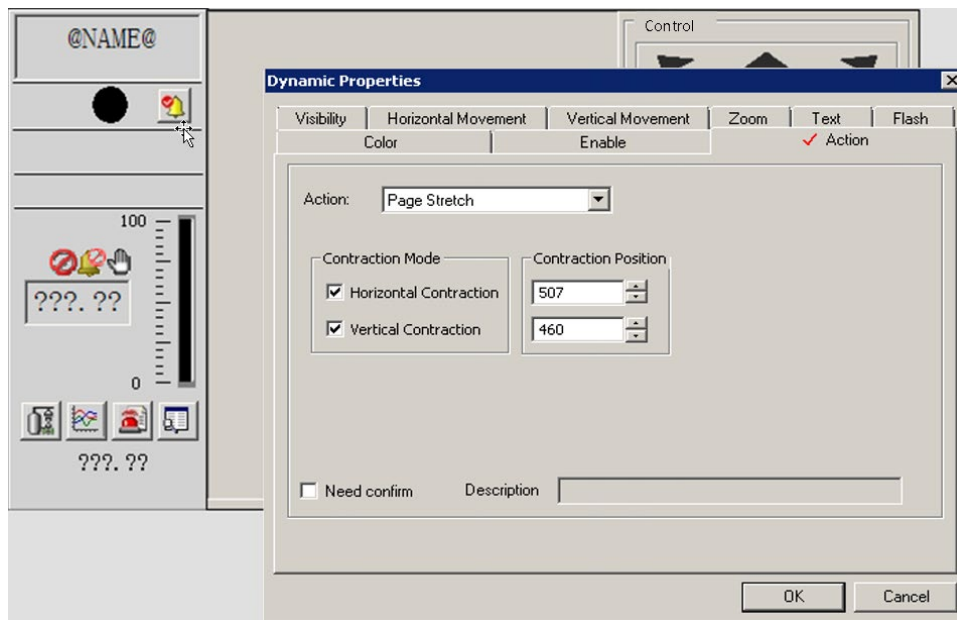 @NAME@
Control
Dynamic Properties
Visibility Horizontal Movement Vertical Movement Zoom Text Flash
Color Enable Action
Action: Page Stretch
Contraction Mode Contraction Position
Horizontal Contraction 507
Vertical Contraction 460
100
???.??
0
???.??
Need confirm Description
OK Cancel